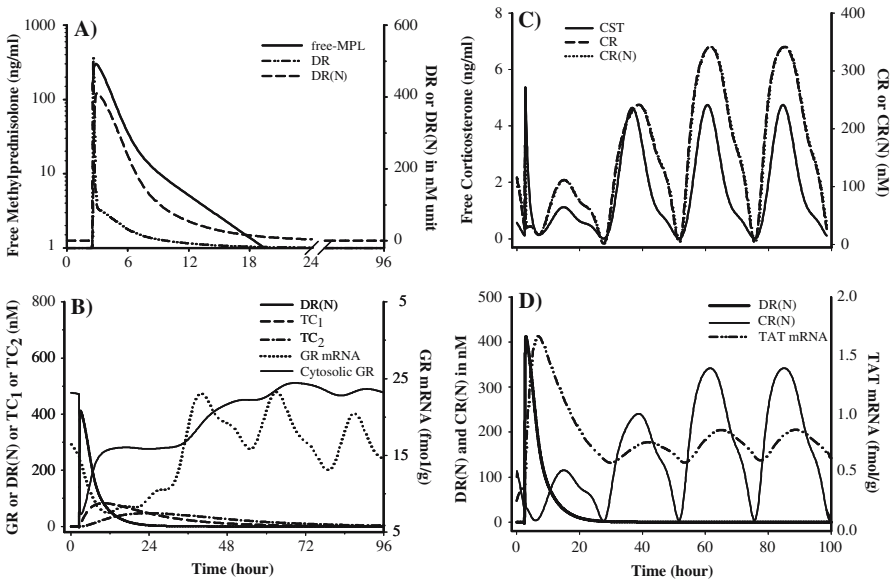 A)
free-MPL
DR
DR(N)
Free Methylprednisolone (ng/ml)
1000
100
10
1
DR or DR(N) in nM unit
600
400
200
0
0 6 12 18 24 96
C)
CST
CR
CR(N)
Free Corticosterone (ng/ml)
8
6
4
2
0
CR or CR(N) (nM)
400
300
200
100
0
B)
DR(N)
TC1
TC2
GR mRNA
Cytosolic GR
GR or DR(N) or TC1 or TC2 (nM)
800
600
400
200
0
GR mRNA (fmo1/g)
5
24
15
5
0 24 48 72 96
Time (hour)
D)
DR(N)
CR(N)
TAT mRNA
DR(N) and CR(N) in nM
500
400
300
200
100
0
TAT mRNA (fmol/g)
2.0
1.5
1.0
0.5
0.0
0 20 40 60 80 100
Time (hour)